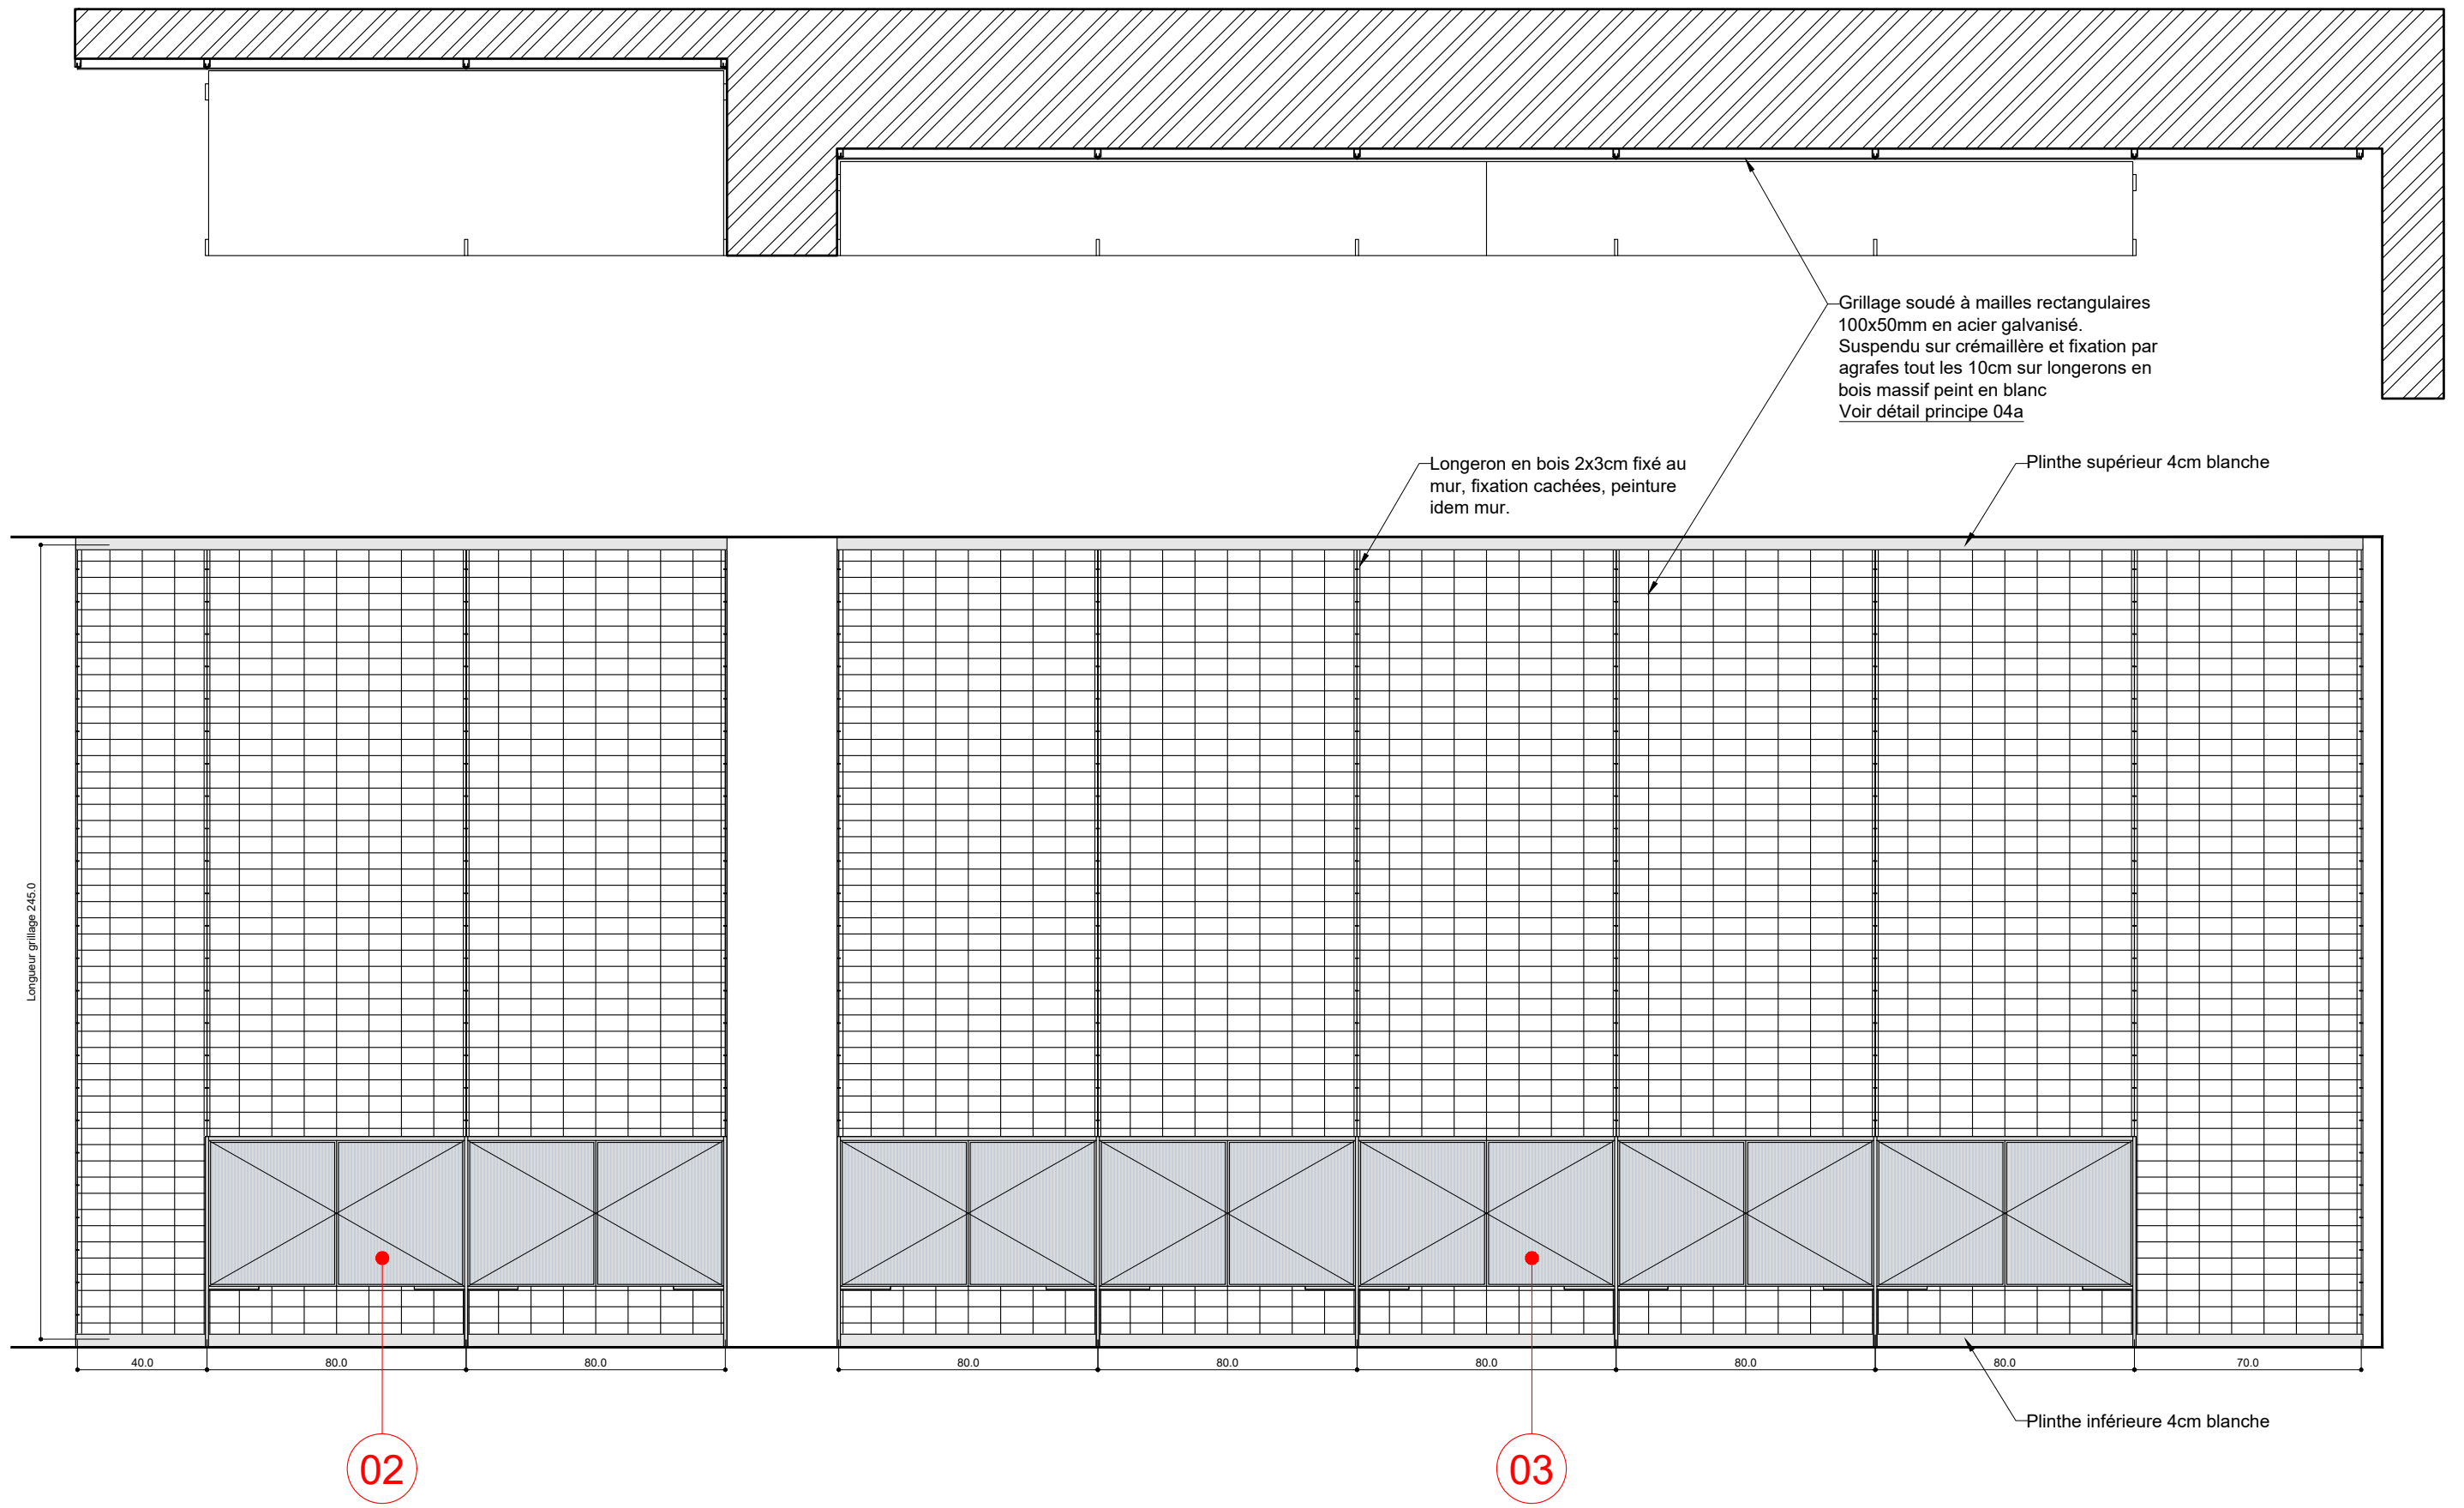 Grillage soudé à mailles rectangulaires
100x50mm en acier galvanisé.
Suspendu sur crémaillère et fixation par
agrafes tout les 10cm sur longerons en
bois massif peint en blanc
Voir détail principe 04a
Longeron en bois 2x3cm fixé au
mur, fixation cachées, peinture
idem mur.
Plinthe supérieur 4cm blanche
Longueur grillage 245.0
40.0
80.0
80.0
80.0
80.0
80.0
80.0
80.0
70.0
Plinthe inférieure 4cm blanche
02
03